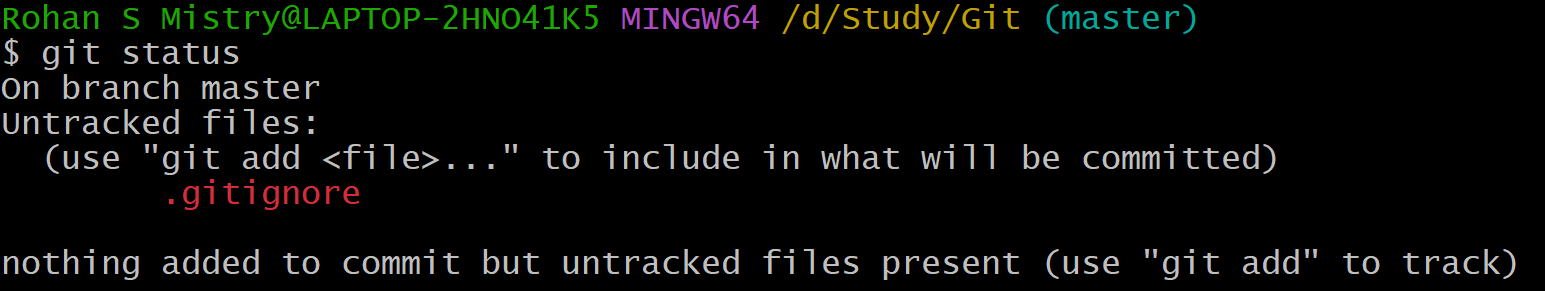 Rohan S Mistry@LAPTOP-2HNO41K5 MINGW64 /d/Study/Git (master)
$ git status
On branch master
Untracked files:
  (use "git add <file>..." to include in what will be committed)
        .gitignore

nothing added to commit but untracked files present (use "git add" to track)